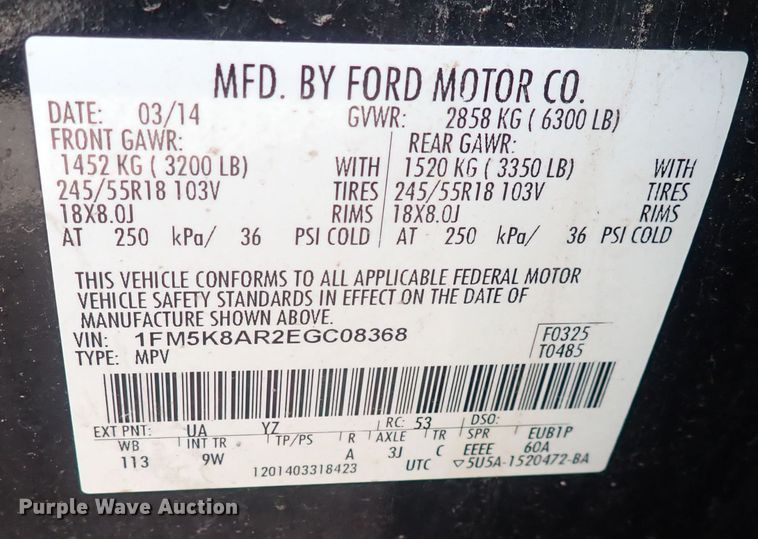 MFD. BY FORD MOTOR CO.
DATE: 03/14 GVWR: 2858 KG ( 6300 LB)
FRONT GAWR: REAR GAWR:
1452 KG ( 3200 LB) WITH 1520 KG ( 3350 LB) WITH
245/55R18 103V TIRES 245/55R18 103V TIRES
18X8.0J RIMS 18X8.0J RIMS
AT 250 kPa/ 36 PSI COLD AT 250 kPa/ 36 PSI COLD
THIS VEHICLE CONFORMS TO ALL APPLICABLE FEDERAL MOTOR
VEHICLE SAFETY STANDARDS IN EFFECT ON THE DATE OF
MANUFACTURE SHOWN ABOVE.
VIN: 1FM5K8AR2EGC08368 F0325
TYPE: MPV T0485
EXT PNT: UA YZ RC: 53 DSO:
WB INT TR TP/PS R AXLE TR SPR EUB1P
113 9W A 3J C EEEE 60A
1201403318423 UTC ▽5U5A-1520472-BA
Purple Wave Auction